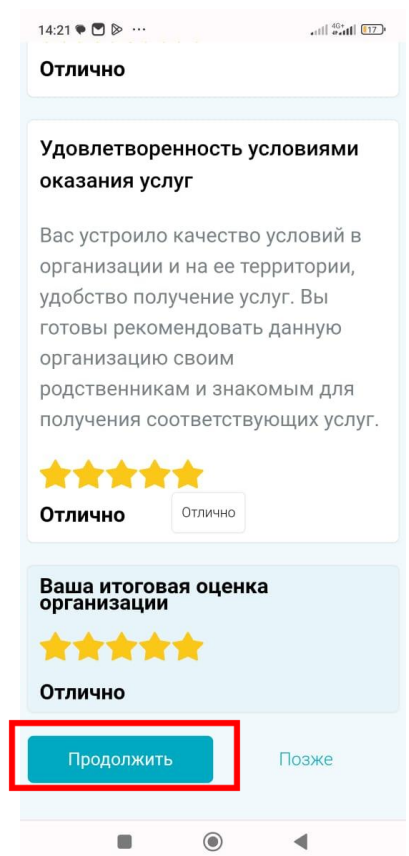 14:21
4G+
17
Отлично
Удовлетворенность условиями
оказания услуг
Вас устроило качество условий в
организации и на ее территории,
удобство получение услуг. Вы
готовы рекомендовать данную
организацию своим
родственникам и знакомым для
получения соответствующих услуг.
Отлично
Отлично
Ваша итоговая оценка
организации
Отлично
Продолжить
Позже